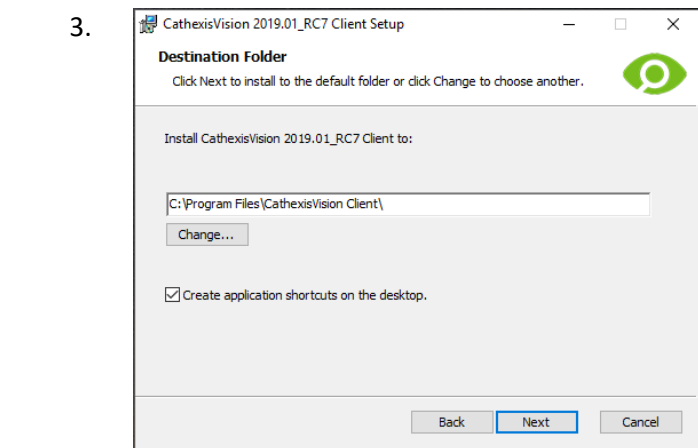 3.
CathexisVision 2019.01_RC7 Client Setup
Destination Folder
Click Next to install to the default folder or click Change to choose another.
Install CathexisVision 2019.01_RC7 Client to:
C:\Program Files\CathexisVision Client\
Change...
Create application shortcuts on the desktop.
Back Next Cancel